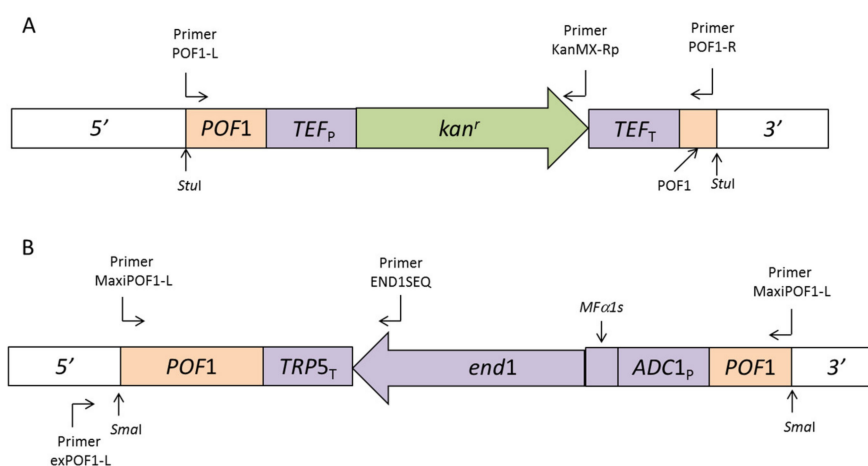 A
Primer
POF1-L
Primer
KanMX-Rp
Primer
POF1-R
5’ POF1 TEFP kanr TEFT 3’
StuI
POF1
StuI
B
Primer
MaxiPOF1-L
Primer
END1SEQ
MFα1s
Primer
MaxiPOF1-L
5’ POF1 TRP5T end1 ADC1P POF1 3’
SmaI
SmaI
Primer
exPOF1-L